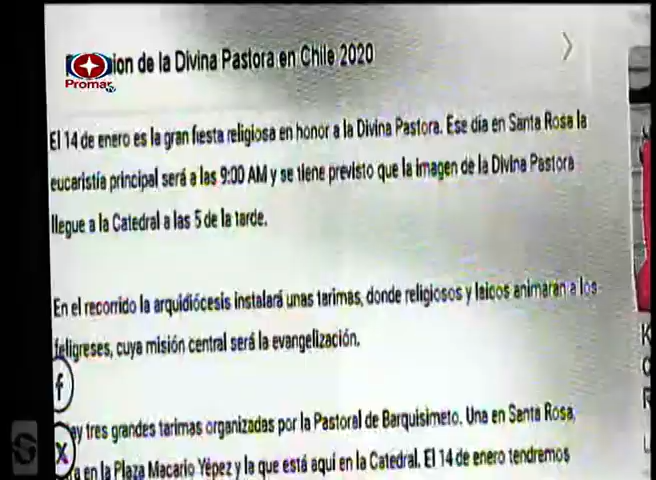 ion de la Divina Pastora en Chile 2020
Promar tv
El 14 de enero es la gran fiesta religiosa en honor a la Divina Pastora. Ese día en Santa Rosa la
eucaristía principal será a las 9:00 AM y se tiene previsto que la imagen de la Divina Pastora
llegue a la Catedral a las 5 de la tarde.
En el recorrido la arquidiócesis instalará unas tarimas, donde religiosos y laicos animarán a los
feligreses, cuya misión central será la evangelización.
f
ay tres grandes tarimas organizadas por la Pastoral de Barquisimeto. Una en Santa Rosa,
X
a en la Plaza Macario Yépez y la que está aquí en la Catedral. El 14 de enero tendremos